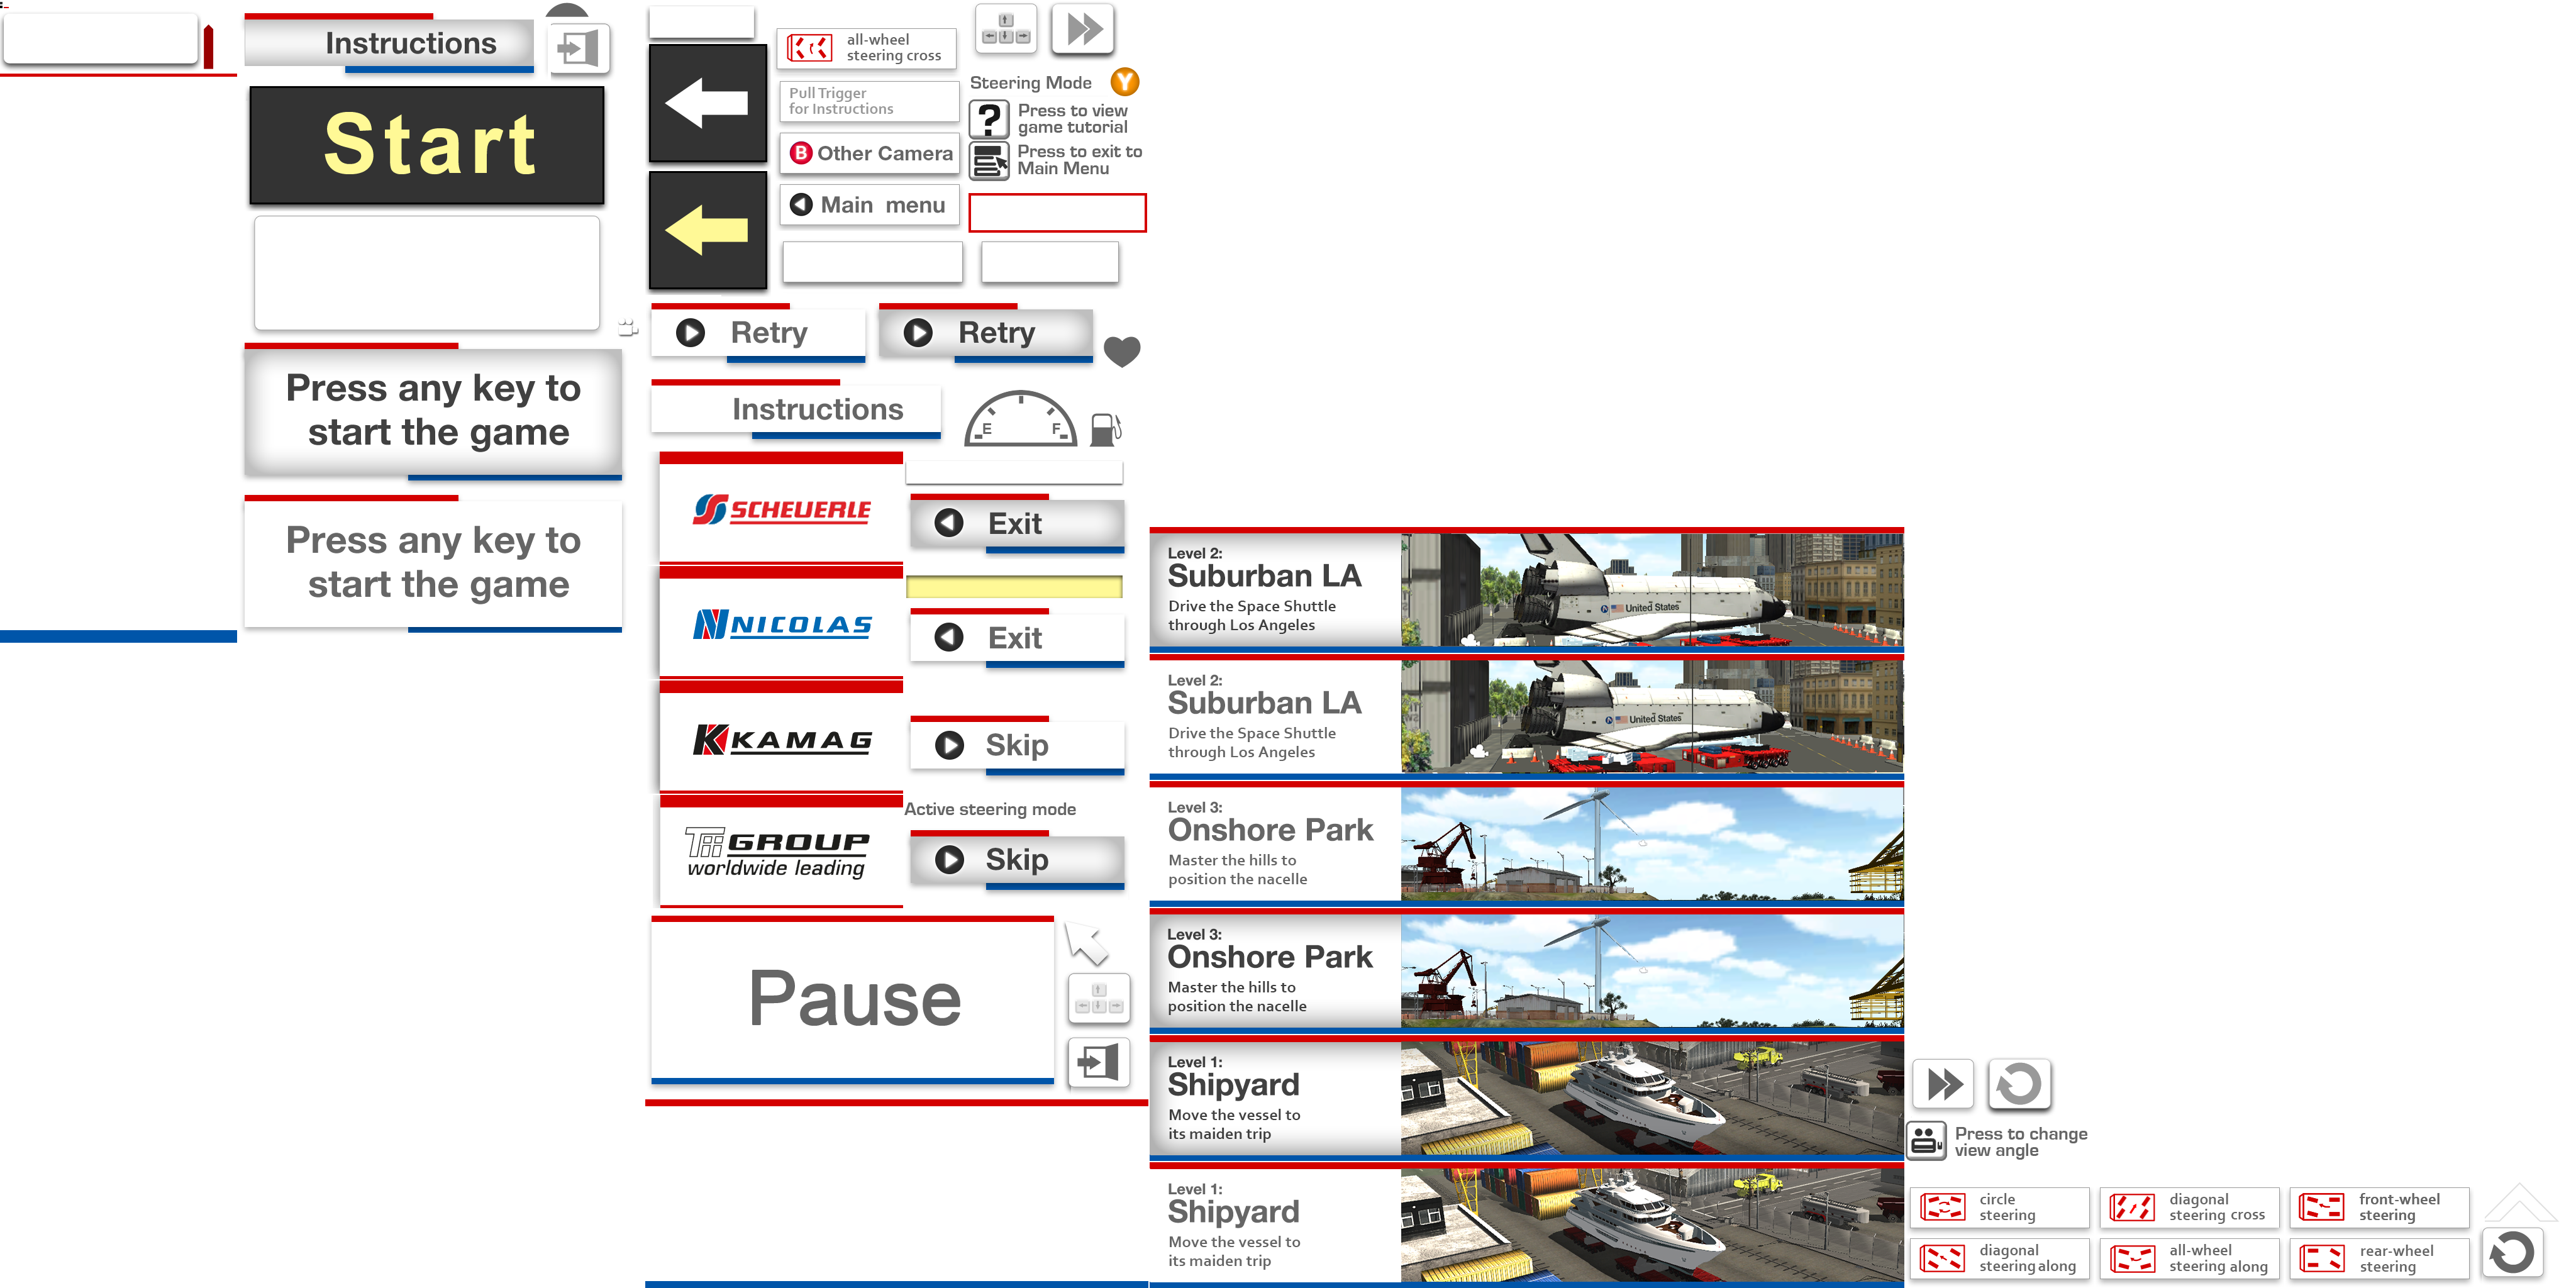 Instructions
Start
Press any key to
start the game
Press any key to
start the game
all-wheel
steering cross
Pull Trigger
for Instructions
B Other Camera
Main menu
Steering Mode Y
?
Press to view
game tutorial
Press to exit to
Main Menu
Retry
Retry
Instructions
E F
SCHEUERLE
Exit
NICOLAS
Exit
KAMAG
Skip
Active steering mode
TII GROUP
worldwide leading
Skip
Pause
Level 2:
Suburban LA
Drive the Space Shuttle
through Los Angeles
United States
Level 2:
Suburban LA
Drive the Space Shuttle
through Los Angeles
United States
Level 3:
Onshore Park
Master the hills to
position the nacelle
Level 3:
Onshore Park
Master the hills to
position the nacelle
Level 1:
Shipyard
Move the vessel to
its maiden trip
Level 1:
Shipyard
Move the vessel to
its maiden trip
Press to change
view angle
circle
steering
diagonal
steering cross
front-wheel
steering
diagonal
steering along
all-wheel
steering along
rear-wheel
steering